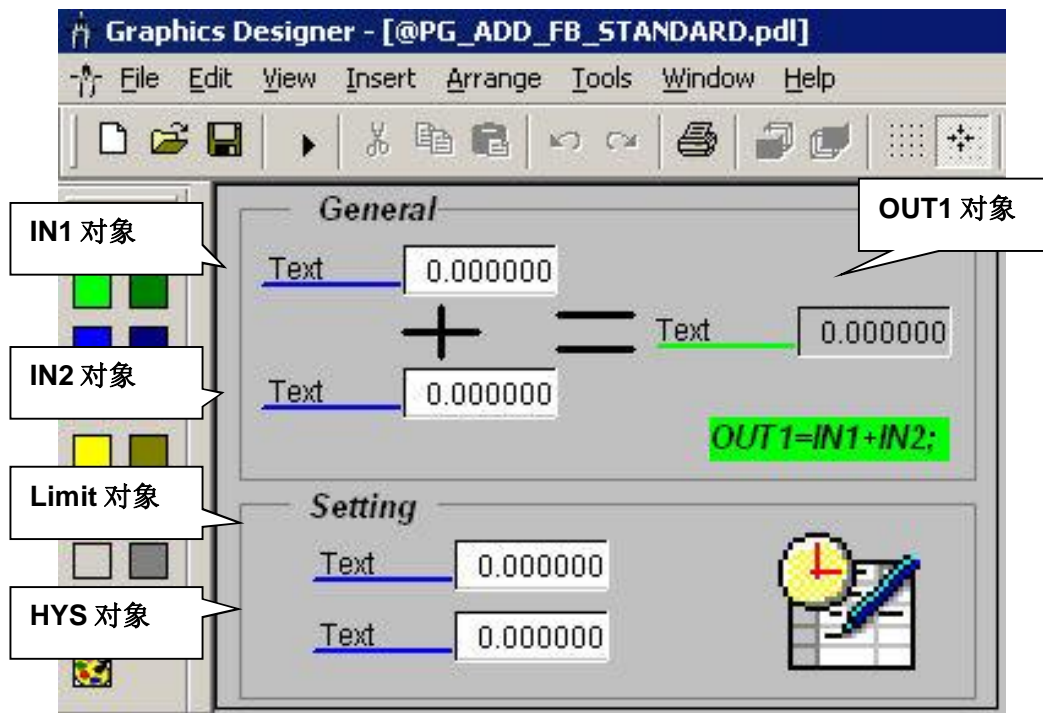 Graphics Designer - [@PG_ADD_FB_STANDARD.pdl]
File Edit View Insert Arrange Tools Window Help
General
OUT1 对象
IN1 对象
Text 0.000000
Text 0.000000
IN2 对象
Text 0.000000
OUT1=IN1+IN2;
Limit 对象
Setting
Text 0.000000
HYS 对象
Text 0.000000